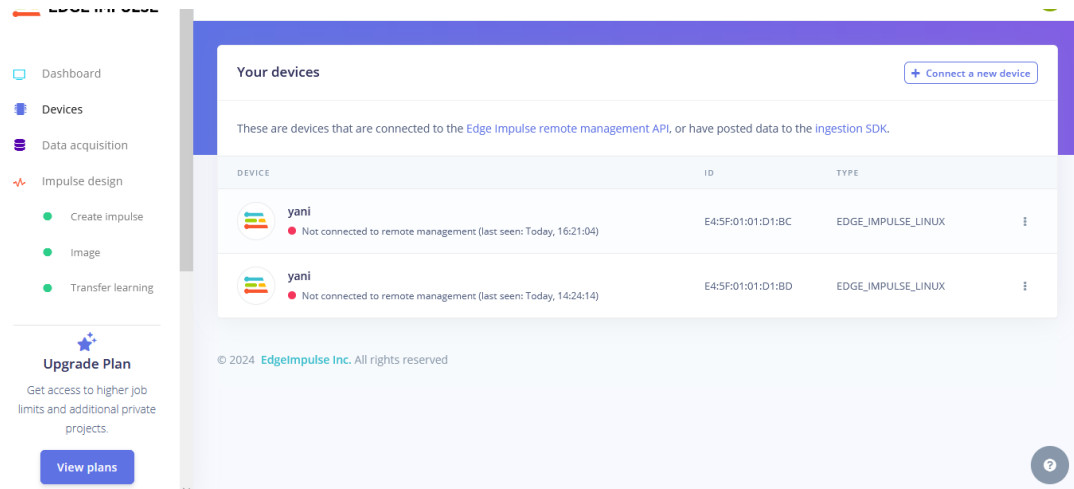 EDGE IMPULSE
Dashboard
Devices
Data acquisition
Impulse design
Create impulse
Image
Transfer learning
Upgrade Plan
Get access to higher job
limits and additional private
projects.
View plans
Your devices
+ Connect a new device
These are devices that are connected to the Edge Impulse remote management API, or have posted data to the ingestion SDK.
DEVICE ID TYPE
yani
Not connected to remote management (last seen: Today, 16:21:04) E4:5F:01:01:D1:BC EDGE_IMPULSE_LINUX
yani
Not connected to remote management (last seen: Today, 14:24:14) E4:5F:01:01:D1:BD EDGE_IMPULSE_LINUX
© 2024 EdgeImpulse Inc. All rights reserved
?